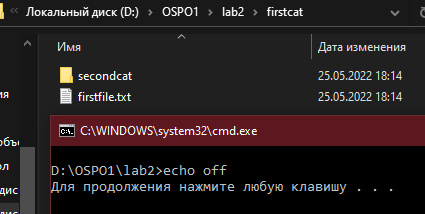 Локальный диск (D:) > OSPO1 > lab2 > firstcat
Имя Дата изменения
secondcat 25.05.2022 18:14
firstfile.txt 25.05.2022 18:14
C:\WINDOWS\system32\cmd.exe
D:\OSPO1\lab2>echo off
Для продолжения нажмите любую клавишу . . .